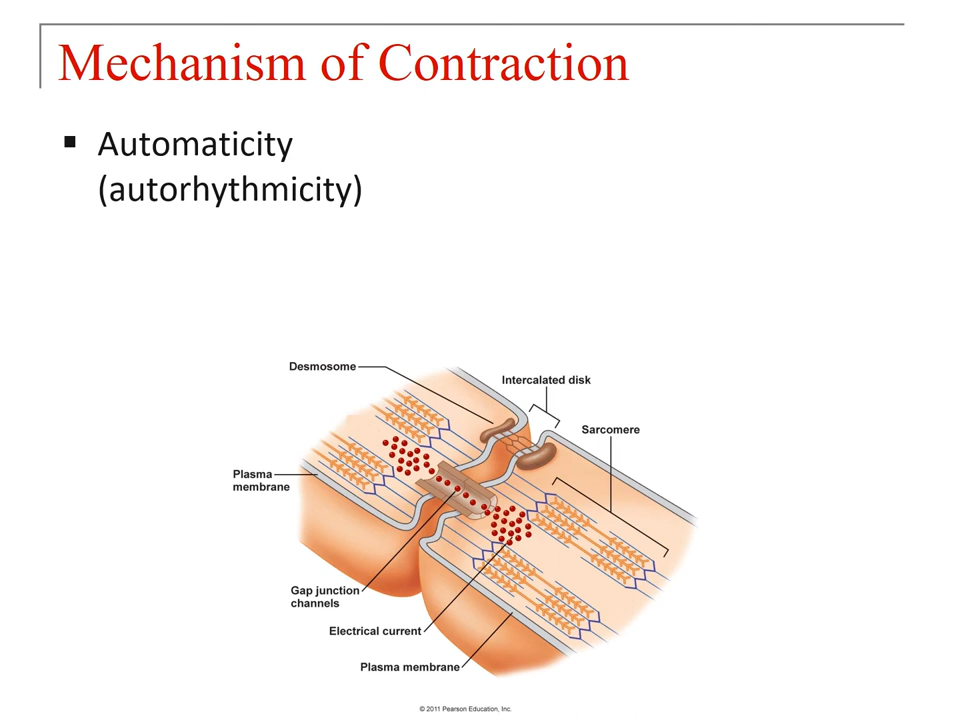 Mechanism of Contraction
▪ Automaticity
(autorhythmicity)
Desmosome
Intercalated disk
Sarcomere
Plasma
membrane
Gap junction
channels
Electrical current
Plasma membrane
© 2011 Pearson Education, Inc.